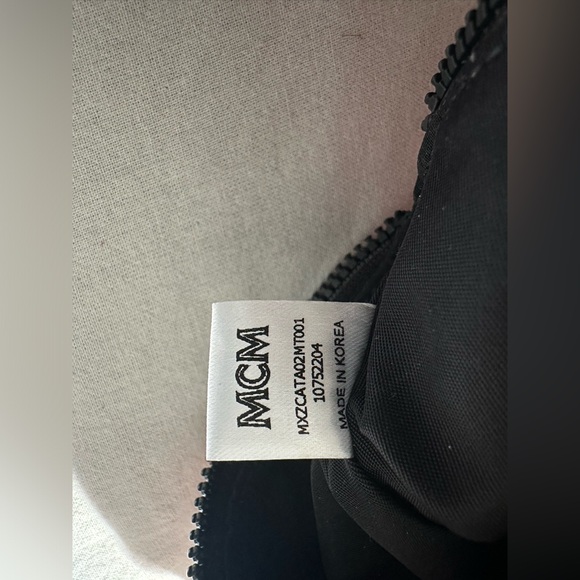 MCM
MXZCATA02MT001
10752204
MADE IN KOREA